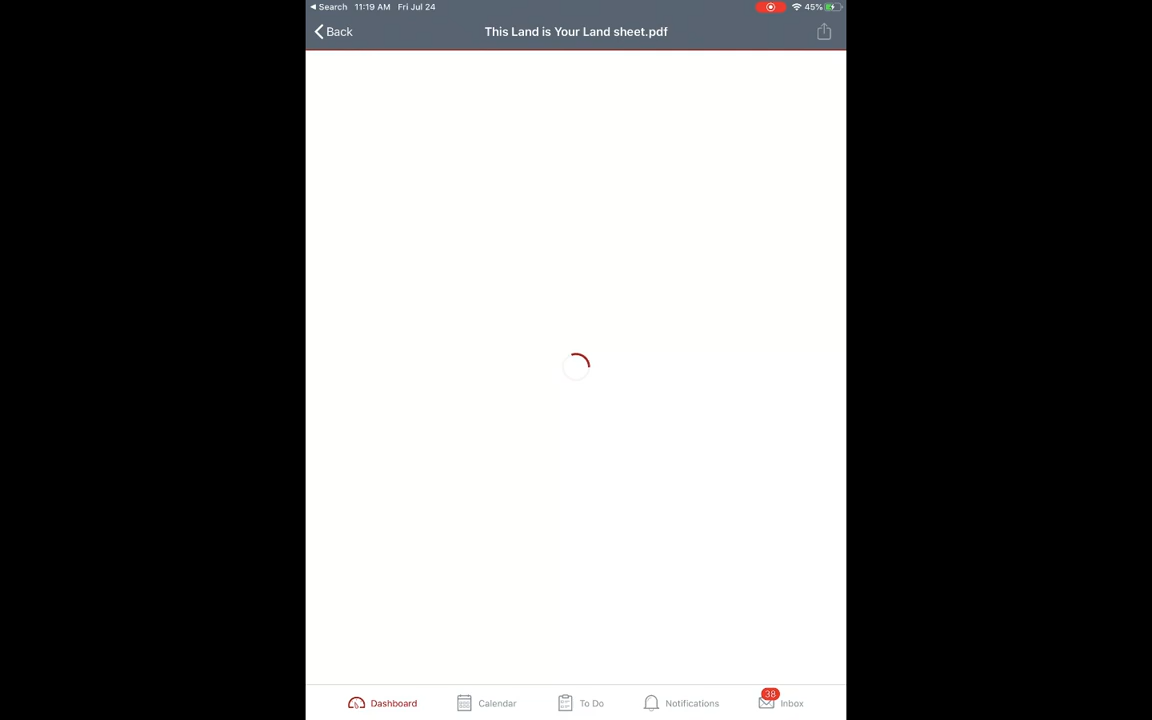 Search 11:19 AM Fri Jul 24 45%
Back This Land is Your Land sheet.pdf
Dashboard Calendar To Do Notifications 38 Inbox